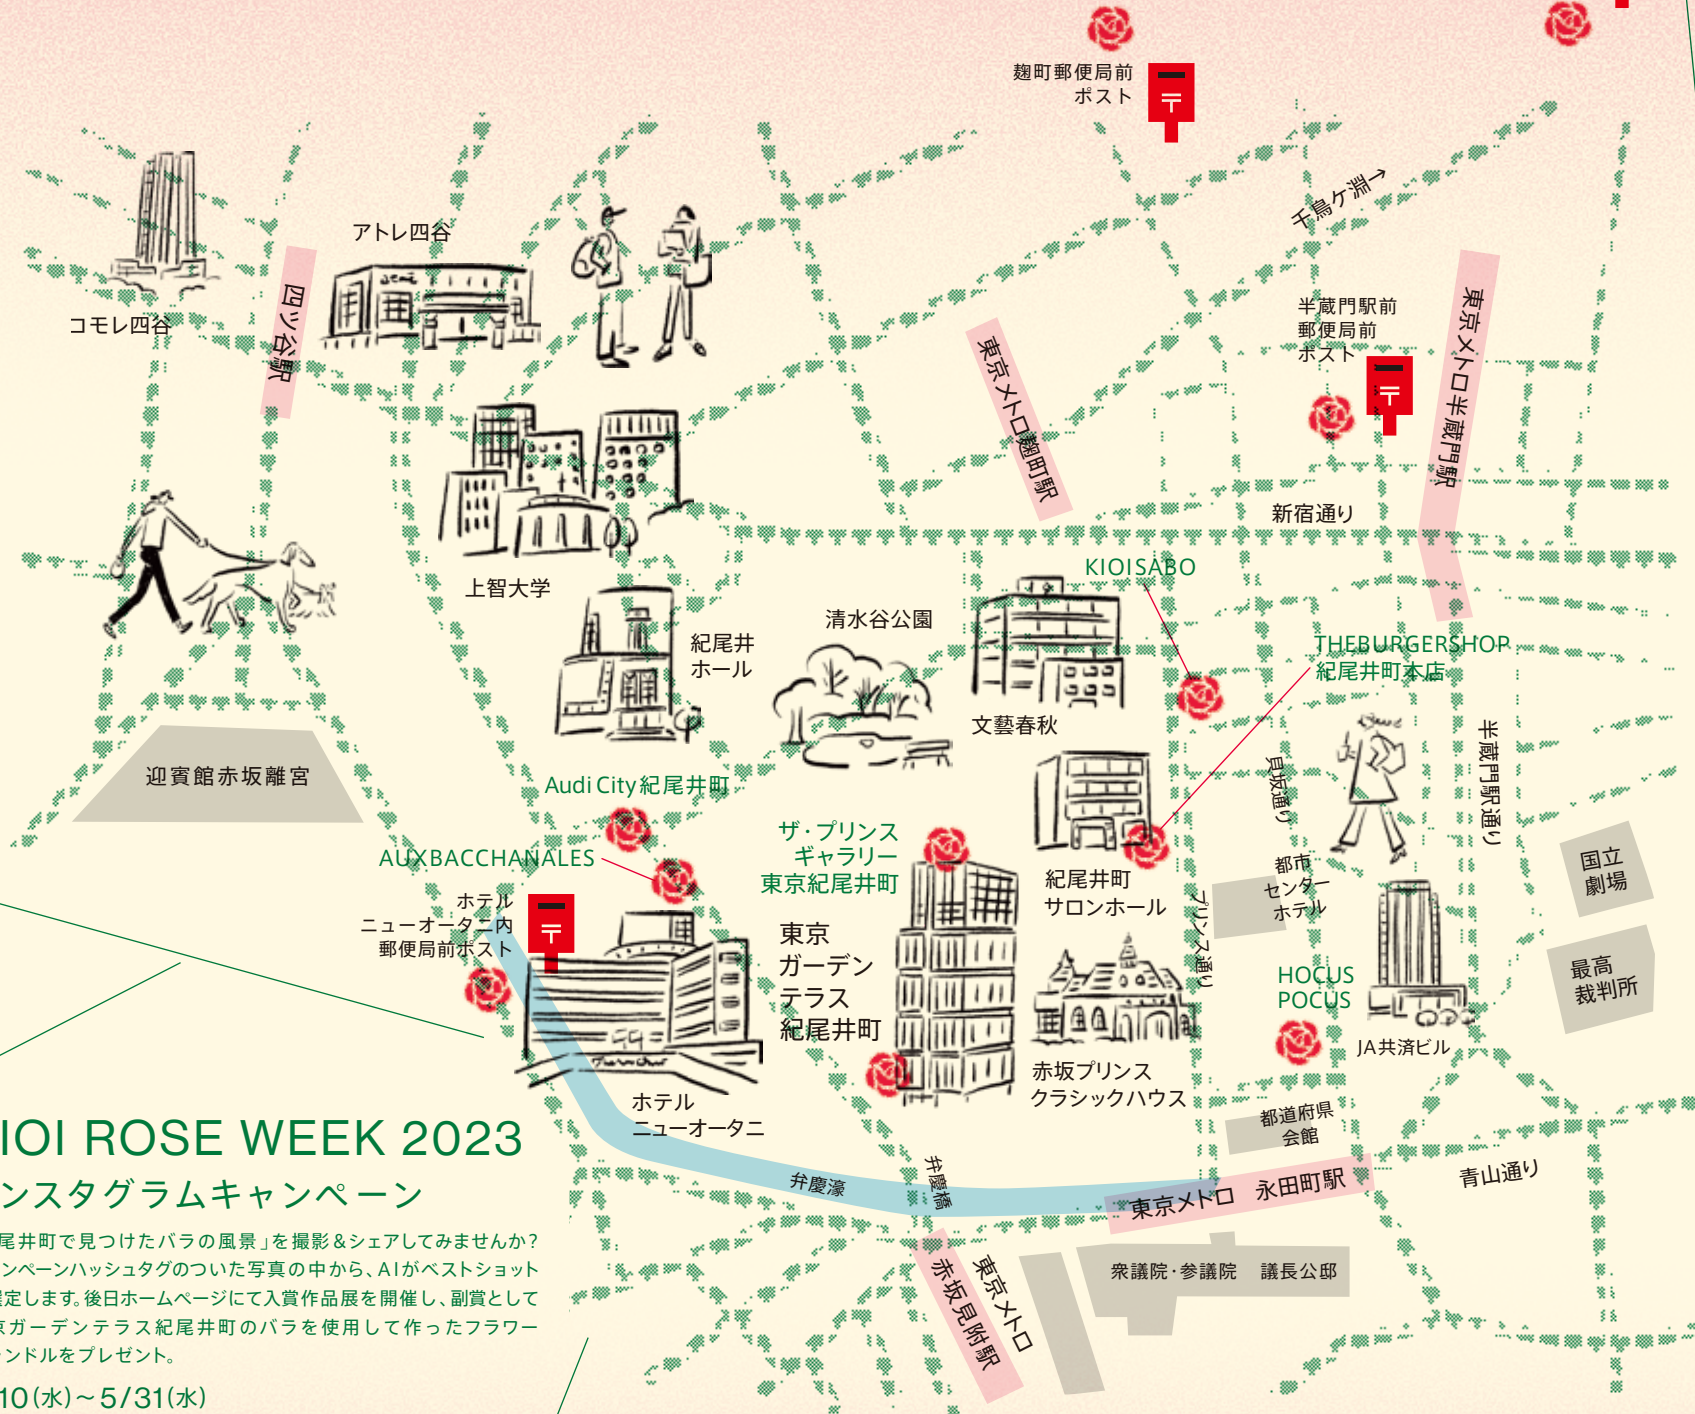 麹町郵便局前
ポスト
〒
千鳥ケ淵→
アトレ四谷
コモレ四谷
四ツ谷駅
東京メトロ麹町駅
半蔵門駅前
郵便局前
ポスト
〒
東京メトロ半蔵門駅
新宿通り
上智大学
KIOISABO
清水谷公園
紀尾井
ホール
THEBURGERSHOP
紀尾井町本店
文藝春秋
迎賓館赤坂離宮
Audi City 紀尾井町
貝坂通り
半蔵門駅通り
AUXBACCHANALES
ザ・プリンス
ギャラリー
東京紀尾井町
紀尾井町
サロンホール
都市
センター
ホテル
国立
劇場
ホテル
ニューオータニ内
郵便局前ポスト
〒
東京
ガーデン
テラス
紀尾井町
プリンス通り
HOCUS
POCUS
最高
裁判所
JA共済ビル
赤坂プリンス
クラシックハウス
ホテル
ニューオータニ
都道府県
会館
弁慶濠
弁慶橋
東京メトロ 永田町駅
青山通り
東京メトロ
赤坂見附駅
衆議院・参議院 議長公邸
IOI ROSE WEEK 2023
ンスタグラムキャンペーン
尾井町で見つけたバラの風景」を撮影&シェアしてみませんか?
ンペーンハッシュタグのついた写真の中から、AIがベストショット
定します。後日ホームページにて入賞作品展を開催し、副賞として
京ガーデンテラス紀尾井町のバラを使用して作ったフラワー
ンドルをプレゼント。
10(水)~5/31(水)